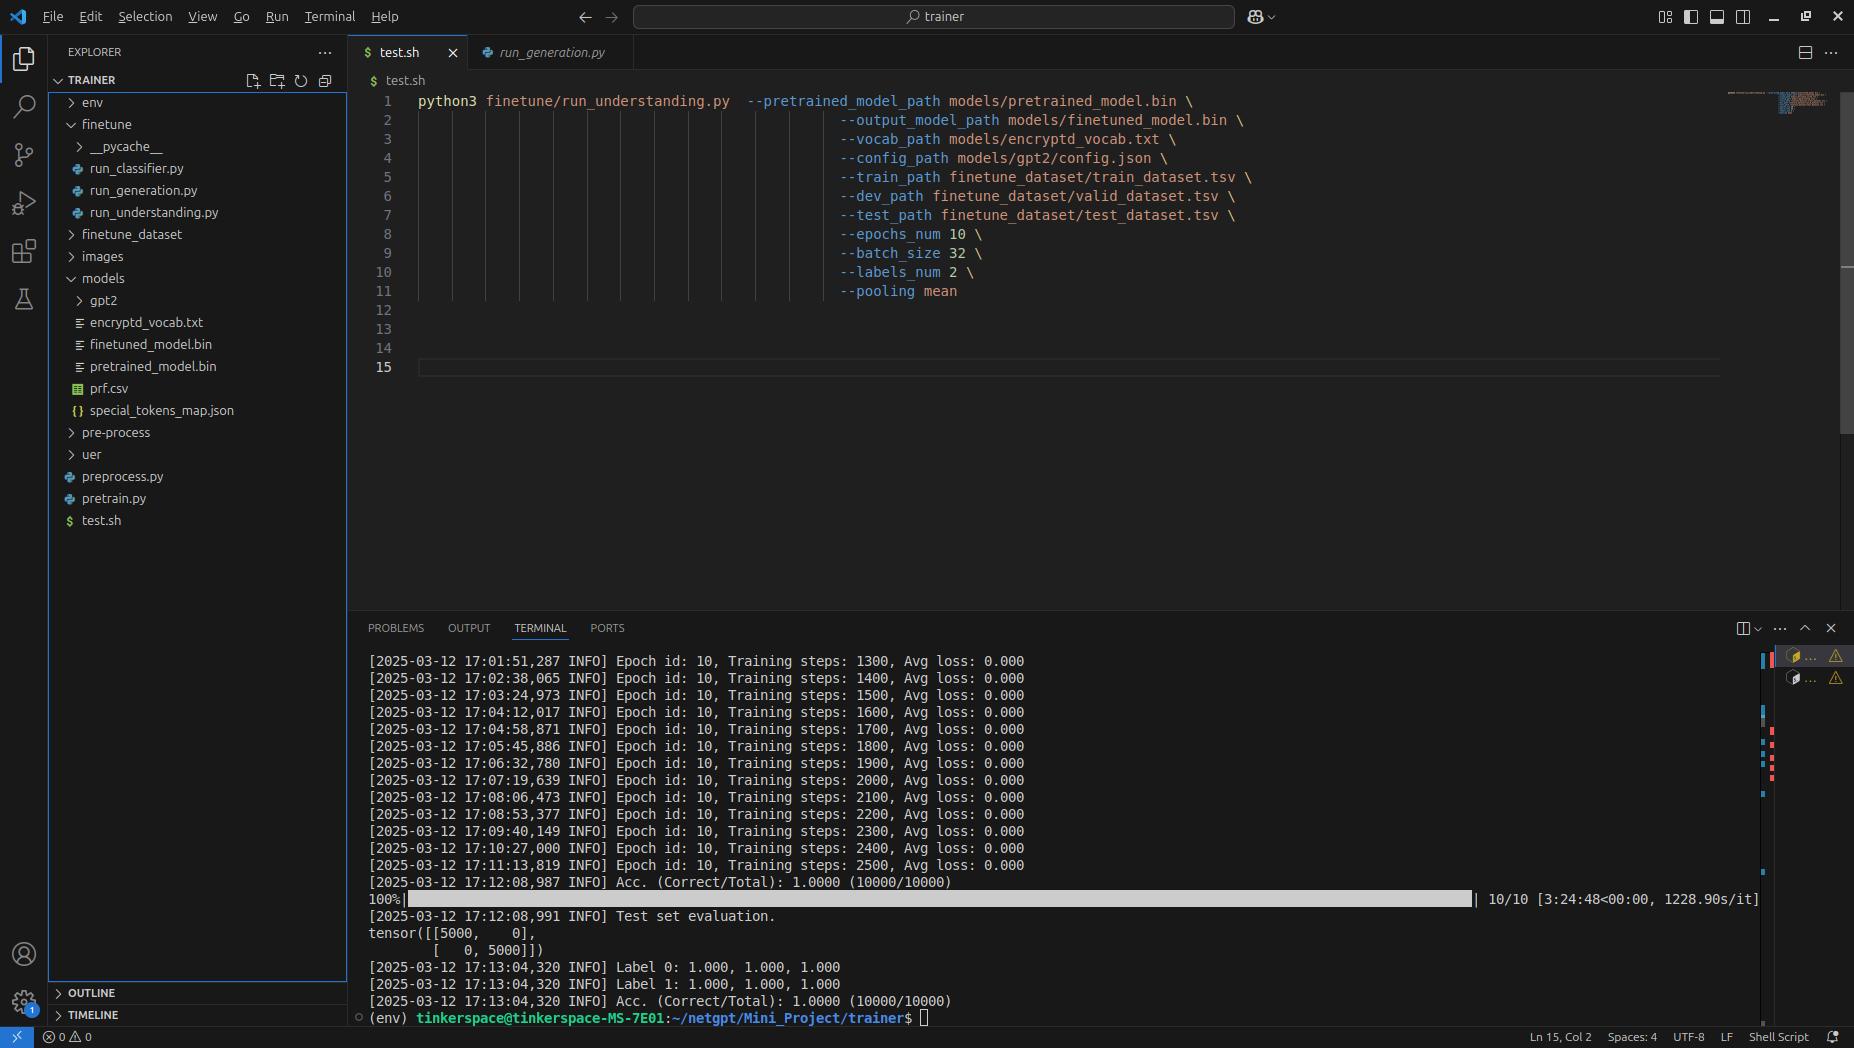 File Edit Selection View Go Run Terminal Help
trainer
EXPLORER
TRAINER
env
finetune
__pycache__
run_classifier.py
run_generation.py
run_understanding.py
finetune_dataset
images
models
gpt2
encryptd_vocab.txt
finetuned_model.bin
pretrained_model.bin
prf.csv
special_tokens_map.json
pre-process
uer
preprocess.py
pretrain.py
$ test.sh
OUTLINE
TIMELINE
1
$ test.sh
run_generation.py
$ test.sh
1 python3 finetune/run_understanding.py --pretrained_model_path models/pretrained_model.bin \
2 --output_model_path models/finetuned_model.bin \
3 --vocab_path models/encryptd_vocab.txt \
4 --config_path models/gpt2/config.json \
5 --train_path finetune_dataset/train_dataset.tsv \
6 --dev_path finetune_dataset/valid_dataset.tsv \
7 --test_path finetune_dataset/test_dataset.tsv \
8 --epochs_num 10 \
9 --batch_size 32 \
10 --labels_num 2 \
11 --pooling mean
12
13
14
15
PROBLEMS OUTPUT TERMINAL PORTS
[2025-03-12 17:01:51,287 INFO] Epoch id: 10, Training steps: 1300, Avg loss: 0.000
[2025-03-12 17:02:38,065 INFO] Epoch id: 10, Training steps: 1400, Avg loss: 0.000
[2025-03-12 17:03:24,973 INFO] Epoch id: 10, Training steps: 1500, Avg loss: 0.000
[2025-03-12 17:04:12,017 INFO] Epoch id: 10, Training steps: 1600, Avg loss: 0.000
[2025-03-12 17:04:58,871 INFO] Epoch id: 10, Training steps: 1700, Avg loss: 0.000
[2025-03-12 17:05:45,886 INFO] Epoch id: 10, Training steps: 1800, Avg loss: 0.000
[2025-03-12 17:06:32,780 INFO] Epoch id: 10, Training steps: 1900, Avg loss: 0.000
[2025-03-12 17:07:19,639 INFO] Epoch id: 10, Training steps: 2000, Avg loss: 0.000
[2025-03-12 17:08:06,473 INFO] Epoch id: 10, Training steps: 2100, Avg loss: 0.000
[2025-03-12 17:08:53,377 INFO] Epoch id: 10, Training steps: 2200, Avg loss: 0.000
[2025-03-12 17:09:40,149 INFO] Epoch id: 10, Training steps: 2300, Avg loss: 0.000
[2025-03-12 17:10:27,000 INFO] Epoch id: 10, Training steps: 2400, Avg loss: 0.000
[2025-03-12 17:11:13,819 INFO] Epoch id: 10, Training steps: 2500, Avg loss: 0.000
[2025-03-12 17:12:08,987 INFO] Acc. (Correct/Total): 1.0000 (10000/10000)
100%| | 10/10 [3:24:48<00:00, 1228.90s/it]
[2025-03-12 17:12:08,991 INFO] Test set evaluation.
tensor([[5000, 0],
[ 0, 5000]])
[2025-03-12 17:13:04,320 INFO] Label 0: 1.000, 1.000, 1.000
[2025-03-12 17:13:04,320 INFO] Label 1: 1.000, 1.000, 1.000
[2025-03-12 17:13:04,320 INFO] Acc. (Correct/Total): 1.0000 (10000/10000)
(env) tinkerspace@tinkerspace-MS-7E01:~/netgpt/Mini_Project/trainer$
0 0 Ln 15, Col 2 Spaces: 4 UTF-8 LF Shell Script